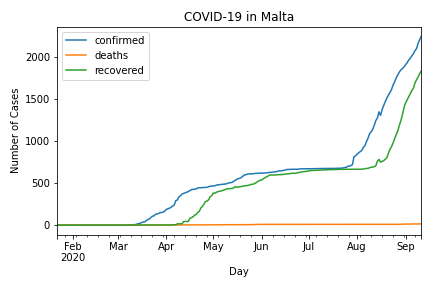 COVID-19 in Malta
confirmed
deaths
recovered
Number of Cases
2000
1500
1000
500
0
Feb Mar Apr May Jun Jul Aug Sep
2020
Day